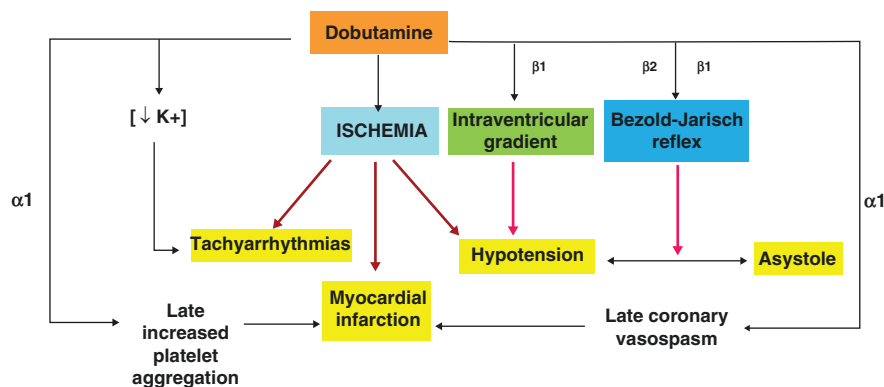 Dobutamine
β1
β2
β1
[ ↓ K+]
ISCHEMIA
Intraventricular
gradient
Bezold-Jarisch
reflex
α1
α1
Tachyarrhythmias
Hypotension
Asystole
Myocardial
infarction
Late
increased
platelet
aggregation
Late coronary
vasospasm